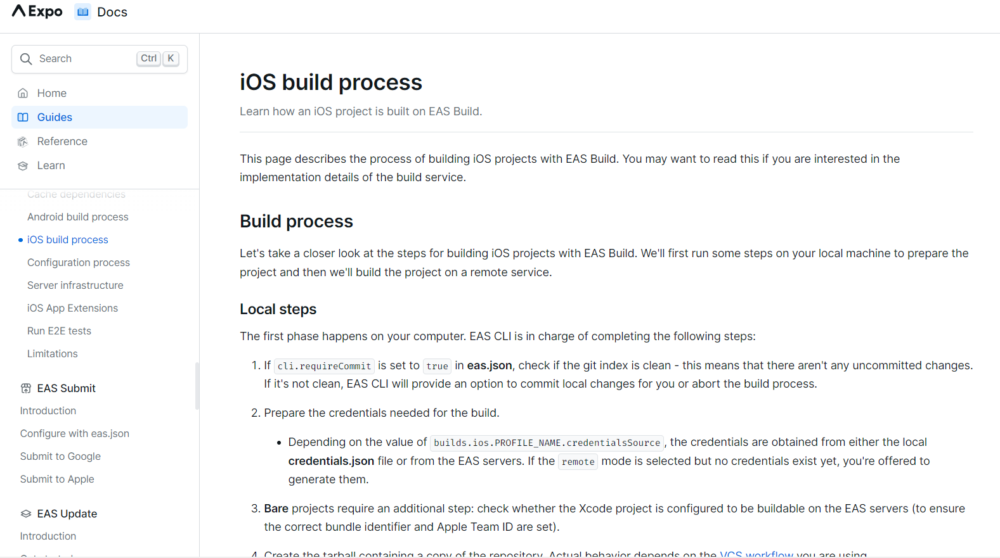 Expo Docs
Search Ctrl K
Home
Guides
Reference
Learn
Cache dependencies
Android build process
iOS build process
Configuration process
Server infrastructure
iOS App Extensions
Run E2E tests
Limitations
EAS Submit
Introduction
Configure with eas.json
Submit to Google
Submit to Apple
EAS Update
Introduction
iOS build process
Learn how an iOS project is built on EAS Build.
This page describes the process of building iOS projects with EAS Build. You may want to read this if you are interested in the
implementation details of the build service.
Build process
Let's take a closer look at the steps for building iOS projects with EAS Build. We'll first run some steps on your local machine to prepare the
project and then we'll build the project on a remote service.
Local steps
The first phase happens on your computer. EAS CLI is in charge of completing the following steps:
1. If cli.requireCommit is set to true in eas.json, check if the git index is clean - this means that there aren't any uncommitted changes.
If it's not clean, EAS CLI will provide an option to commit local changes for you or abort the build process.
2. Prepare the credentials needed for the build.
• Depending on the value of builds.ios.PROFILE_NAME.credentialsSource, the credentials are obtained from either the local
credentials.json file or from the EAS servers. If the remote mode is selected but no credentials exist yet, you're offered to
generate them.
3. Bare projects require an additional step: check whether the Xcode project is configured to be buildable on the EAS servers (to ensure
the correct bundle identifier and Apple Team ID are set).
4. Create the tarball containing a copy of the repository. Actual behavior depends on the VCS workflow you are using.